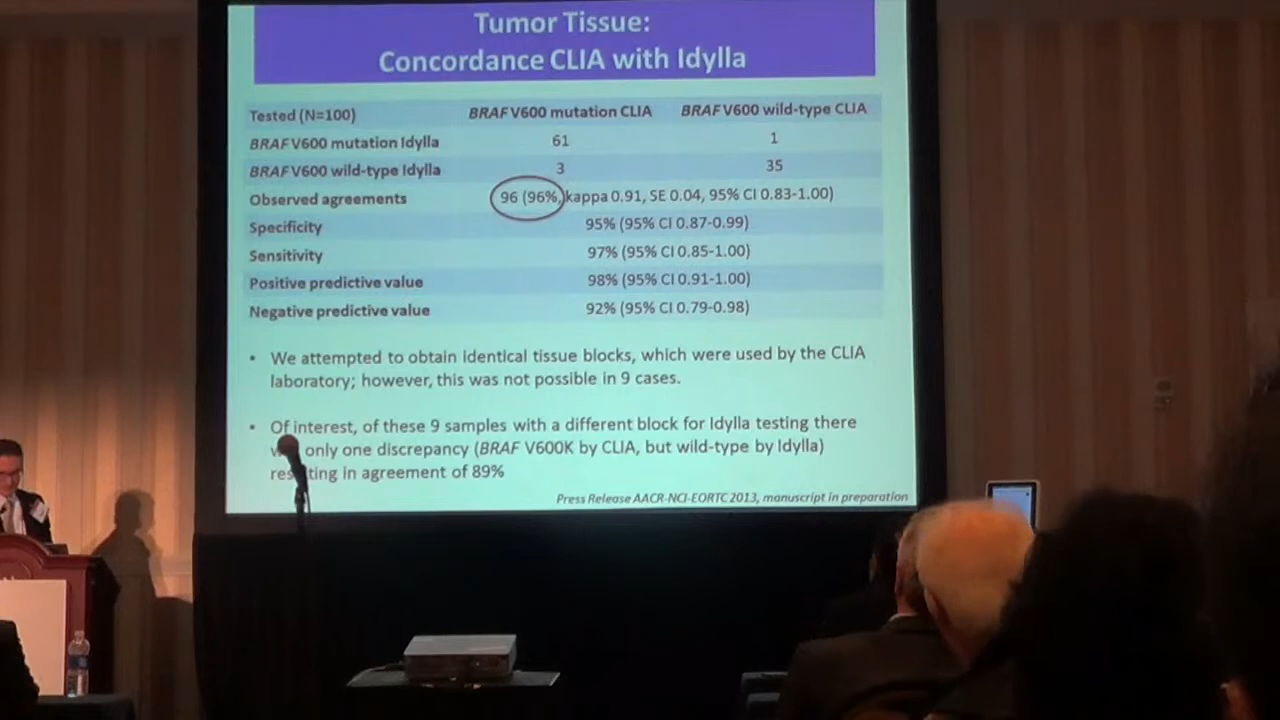 Tumor Tissue:
Concordance CLIA with Idylla
Tested (N=100) BRAF V600 mutation CLIA BRAF V600 wild-type CLIA
BRAF V600 mutation Idylla 61 1
BRAF V600 wild-type Idylla 3 35
Observed agreements 96 (96%, kappa 0.91, SE 0.04, 95% CI 0.83-1.00)
Specificity 95% (95% CI 0.87-0.99)
Sensitivity 97% (95% CI 0.85-1.00)
Positive predictive value 98% (95% CI 0.91-1.00)
Negative predictive value 92% (95% CI 0.79-0.98)
• We attempted to obtain identical tissue blocks, which were used by the CLIA
laboratory; however, this was not possible in 9 cases.
• Of interest, of these 9 samples with a different block for Idylla testing there
only one discrepancy (BRAF V600K by CLIA, but wild-type by Idylla)
resulting in agreement of 89%
Press Release AACR-NCI-EORTC 2013, manuscript in preparation